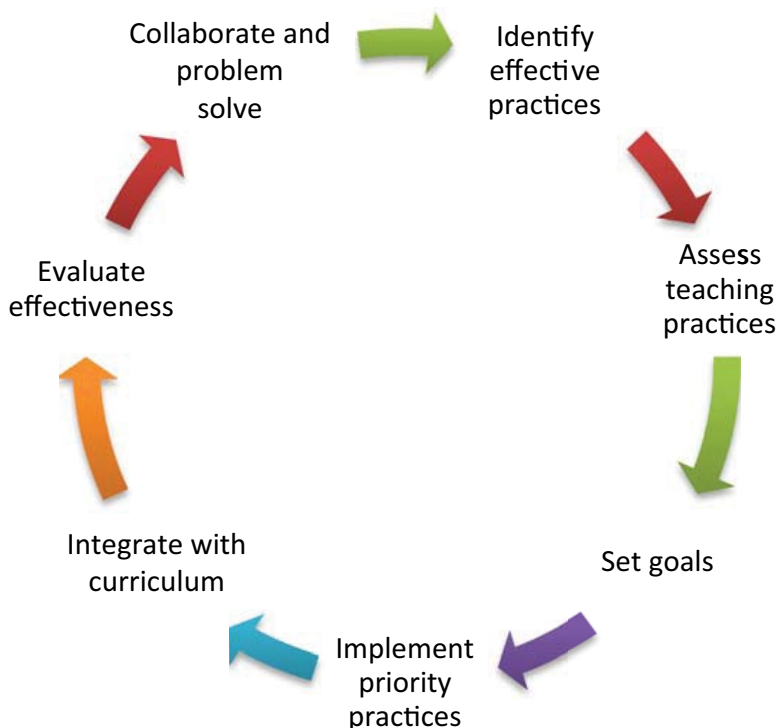 Collaborate and
problem
solve
Identify
effective
practices
Assess
teaching
practices
Set goals
Implement
priority
practices
Integrate with
curriculum
Evaluate
effectiveness